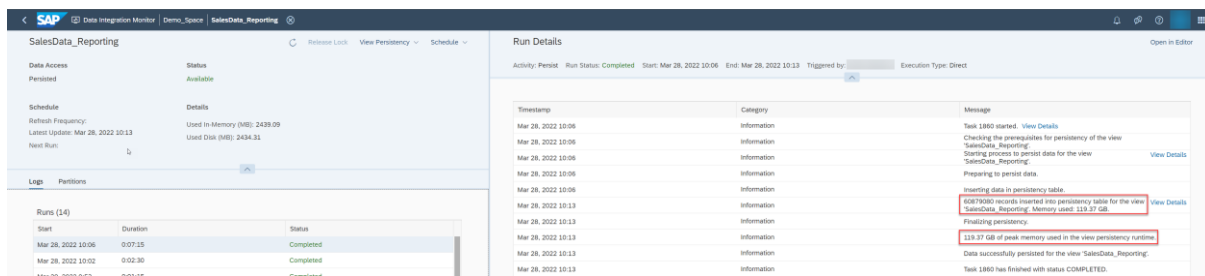 SAP Data Integration Monitor Demo_Space SalesData_Reporting
SalesData_Reporting Release Lock View Persistency Schedule
Data Access Status
Persisted Available
Schedule Details
Refresh Frequency: Used In-Memory (MB): 2439.09
Latest Update: Mar 28, 2022 10:13 Used Disk (MB): 2434.31
Next Run:
Logs Partitions
Runs (14)
Start Duration Status
Mar 28, 2022 10:06 0:07:15 Completed
Mar 28, 2022 10:02 0:02:30 Completed
Run Details Open in Editor
Activity: Persist Run Status: Completed Start: Mar 28, 2022 10:06 End: Mar 28, 2022 10:13 Triggered by: Execution Type: Direct
Timestamp Category Message
Mar 28, 2022 10:06 Information Task 1860 started. View Details
Mar 28, 2022 10:06 Information Checking the prerequisites for persistency of the view
'SalesData_Reporting'.
Mar 28, 2022 10:06 Information Starting process to persist data for the view View Details
'SalesData_Reporting'.
Mar 28, 2022 10:06 Information Preparing to persist data.
Mar 28, 2022 10:06 Information Inserting data in persistency table.
Mar 28, 2022 10:13 Information 60879080 records inserted into persistency table for the view View Details
'SalesData_Reporting'. Memory used: 119.37 GB.
Mar 28, 2022 10:13 Information Finalizing persistency.
Mar 28, 2022 10:13 Information 119.37 GB of peak memory used in the view persistency runtime.
Mar 28, 2022 10:13 Information Data successfully persisted for the view 'SalesData_Reporting'.
Mar 28, 2022 10:13 Information Task 1860 has finished with status COMPLETED.